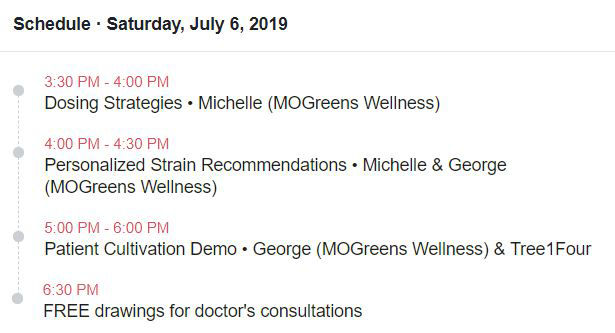 Schedule · Saturday, July 6, 2019
3:30 PM - 4:00 PM
Dosing Strategies • Michelle (MOGreens Wellness)
4:00 PM - 4:30 PM
Personalized Strain Recommendations • Michelle & George
(MOGreens Wellness)
5:00 PM - 6:00 PM
Patient Cultivation Demo • George (MOGreens Wellness) & Tree1Four
6:30 PM
FREE drawings for doctor's consultations